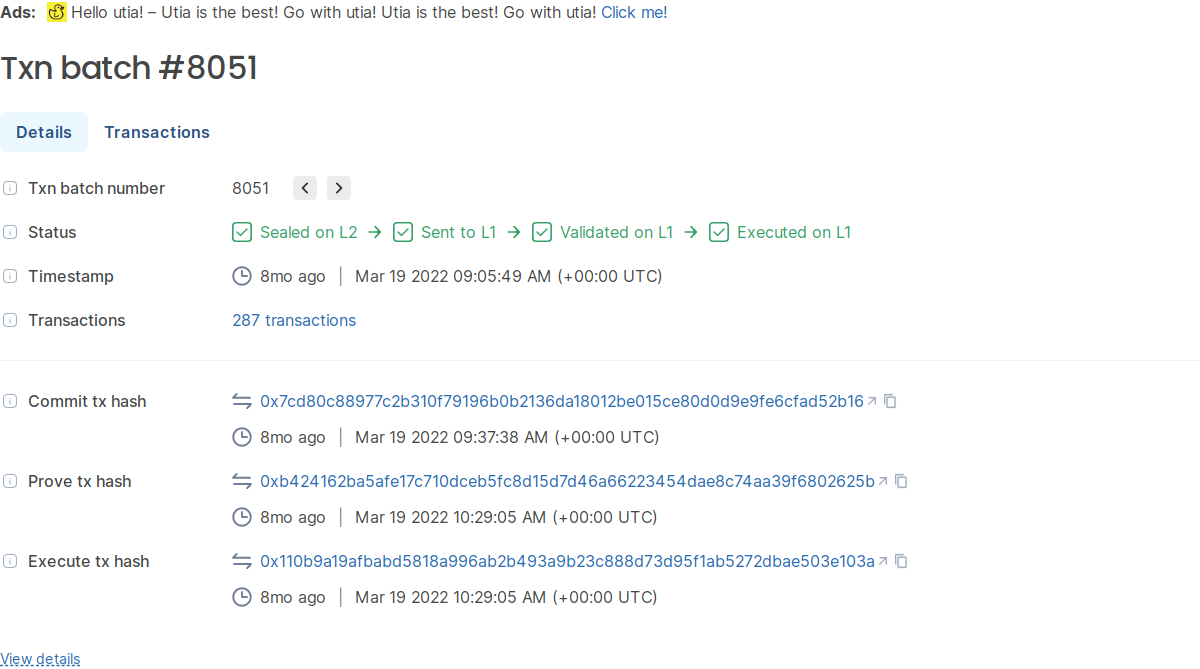 Ads: Hello utia! – Utia is the best! Go with utia! Utia is the best! Go with utia! Click me!
Txn batch #8051
Details Transactions
Txn batch number 8051
Status Sealed on L2 → Sent to L1 → Validated on L1 → Executed on L1
Timestamp 8mo ago | Mar 19 2022 09:05:49 AM (+00:00 UTC)
Transactions 287 transactions
Commit tx hash 0x7cd80c88977c2b310f79196b0b2136da18012be015ce80d0d9e9fe6cfad52b16
8mo ago | Mar 19 2022 09:37:38 AM (+00:00 UTC)
Prove tx hash 0xb424162ba5afe17c710dceb5fc8d15d7d46a66223454dae8c74aa39f6802625b
8mo ago | Mar 19 2022 10:29:05 AM (+00:00 UTC)
Execute tx hash 0x110b9a19afbabd5818a996ab2b493a9b23c888d73d95f1ab5272dbae503e103a
8mo ago | Mar 19 2022 10:29:05 AM (+00:00 UTC)
View details